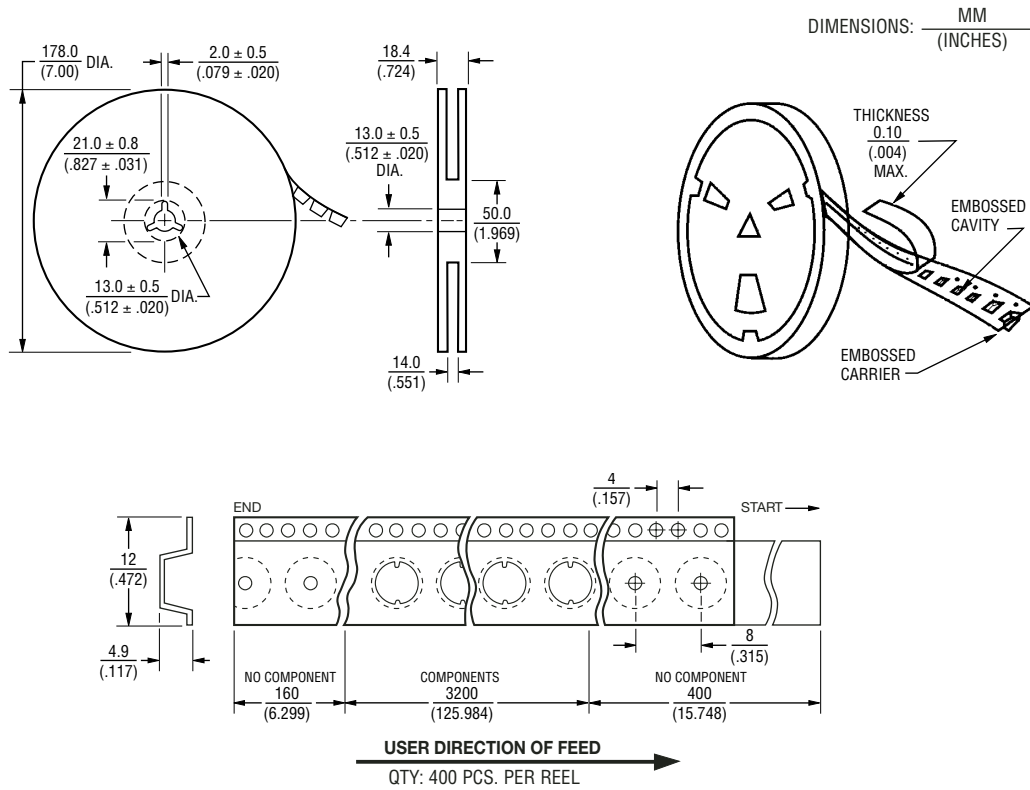 DIMENSIONS: MM
(INCHES)
178.0
(7.00) DIA.
2.0 ± 0.5
(.079 ± .020)
21.0 ± 0.8
(.827 ± .031)
13.0 ± 0.5
(.512 ± .020) DIA.
18.4
(.724)
13.0 ± 0.5
(.512 ± .020)
DIA.
50.0
(1.969)
14.0
(.551)
THICKNESS
0.10
(.004)
MAX.
EMBOSSED
CAVITY
EMBOSSED
CARRIER
4
(.157)
END
START
12
(.472)
4.9
(.117)
8
(.315)
NO COMPONENT
160
(6.299)
COMPONENTS
3200
(125.984)
NO COMPONENT
400
(15.748)
USER DIRECTION OF FEED
QTY: 400 PCS. PER REEL